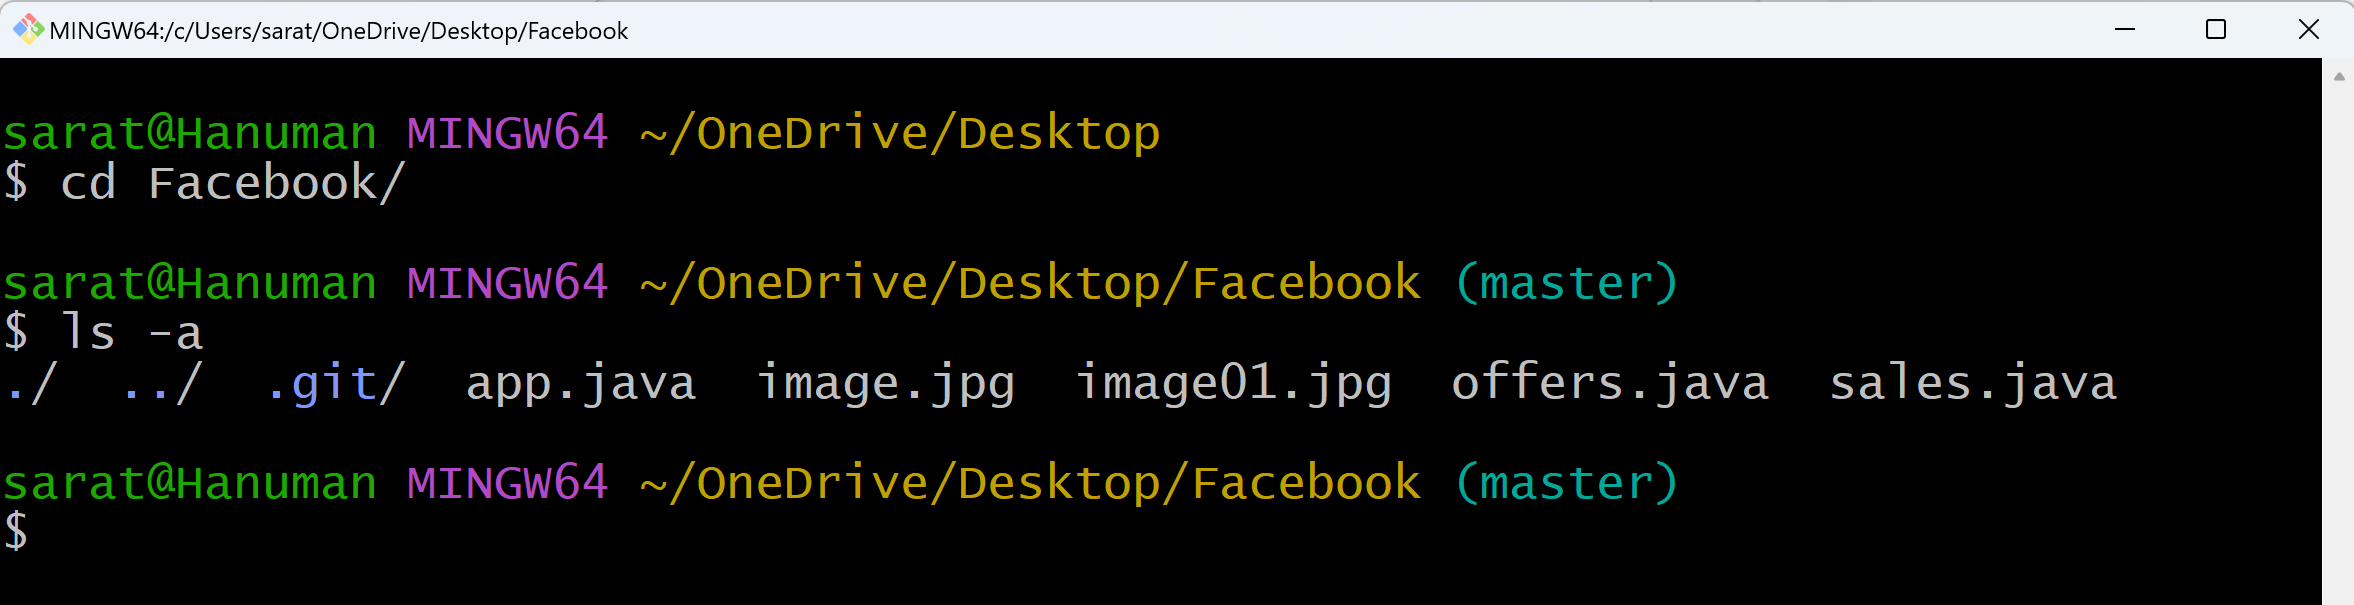 MINGW64:/c/Users/sarat/OneDrive/Desktop/Facebook
sarat@Hanuman MINGW64 ~/OneDrive/Desktop
$ cd Facebook/
sarat@Hanuman MINGW64 ~/OneDrive/Desktop/Facebook (master)
$ ls -a
./  ../  .git/  app.java  image.jpg  image01.jpg  offers.java  sales.java
sarat@Hanuman MINGW64 ~/OneDrive/Desktop/Facebook (master)
$